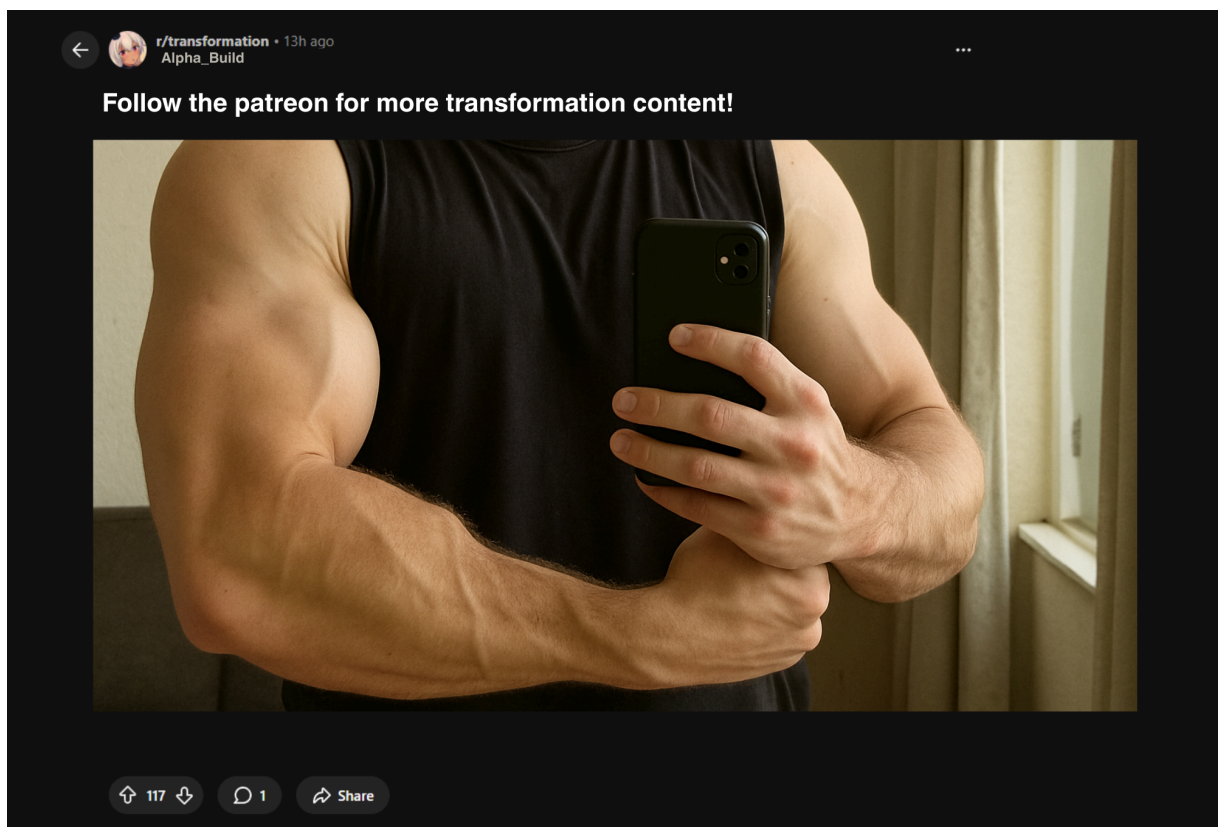 r/transformation • 13h ago
Alpha_Build
Follow the patreon for more transformation content!
117
1
Share